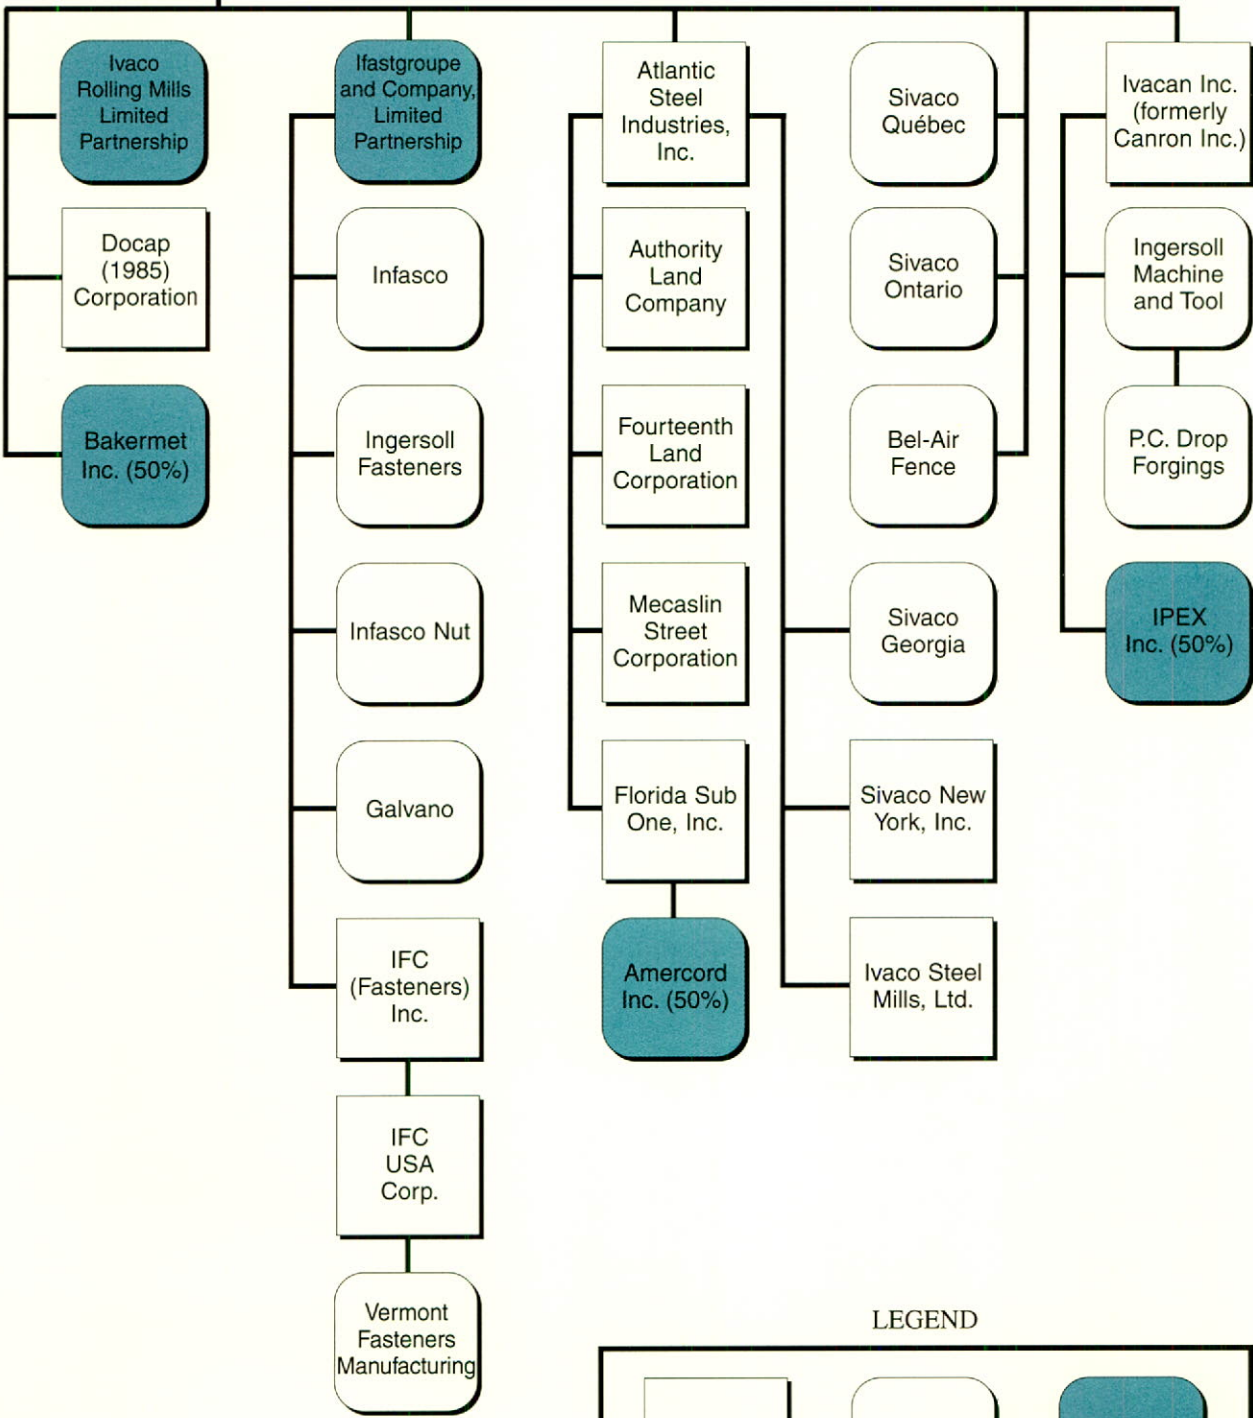 Ivaco
Rolling Mills
Limited
Partnership
Docap
(1985)
Corporation
Bakermet
Inc. (50%)
Ifastgroupe
and Company,
Limited
Partnership
Infasco
Ingersoll
Fasteners
Infasco Nut
Galvano
IFC
(Fasteners)
Inc.
IFC
USA
Corp.
Vermont
Fasteners
Manufacturing
Atlantic
Steel
Industries,
Inc.
Authority
Land
Company
Fourteenth
Land
Corporation
Mecaslin
Street
Corporation
Florida Sub
One, Inc.
Amercord
Inc. (50%)
Sivaco
Québec
Sivaco
Ontario
Bel-Air
Fence
Sivaco
Georgia
Sivaco New
York, Inc.
Ivaco Steel
Mills, Ltd.
Ivacan Inc.
(formerly
Canron Inc.)
Ingersoll
Machine
and Tool
P.C. Drop
Forgings
IPEX
Inc. (50%)
LEGEND